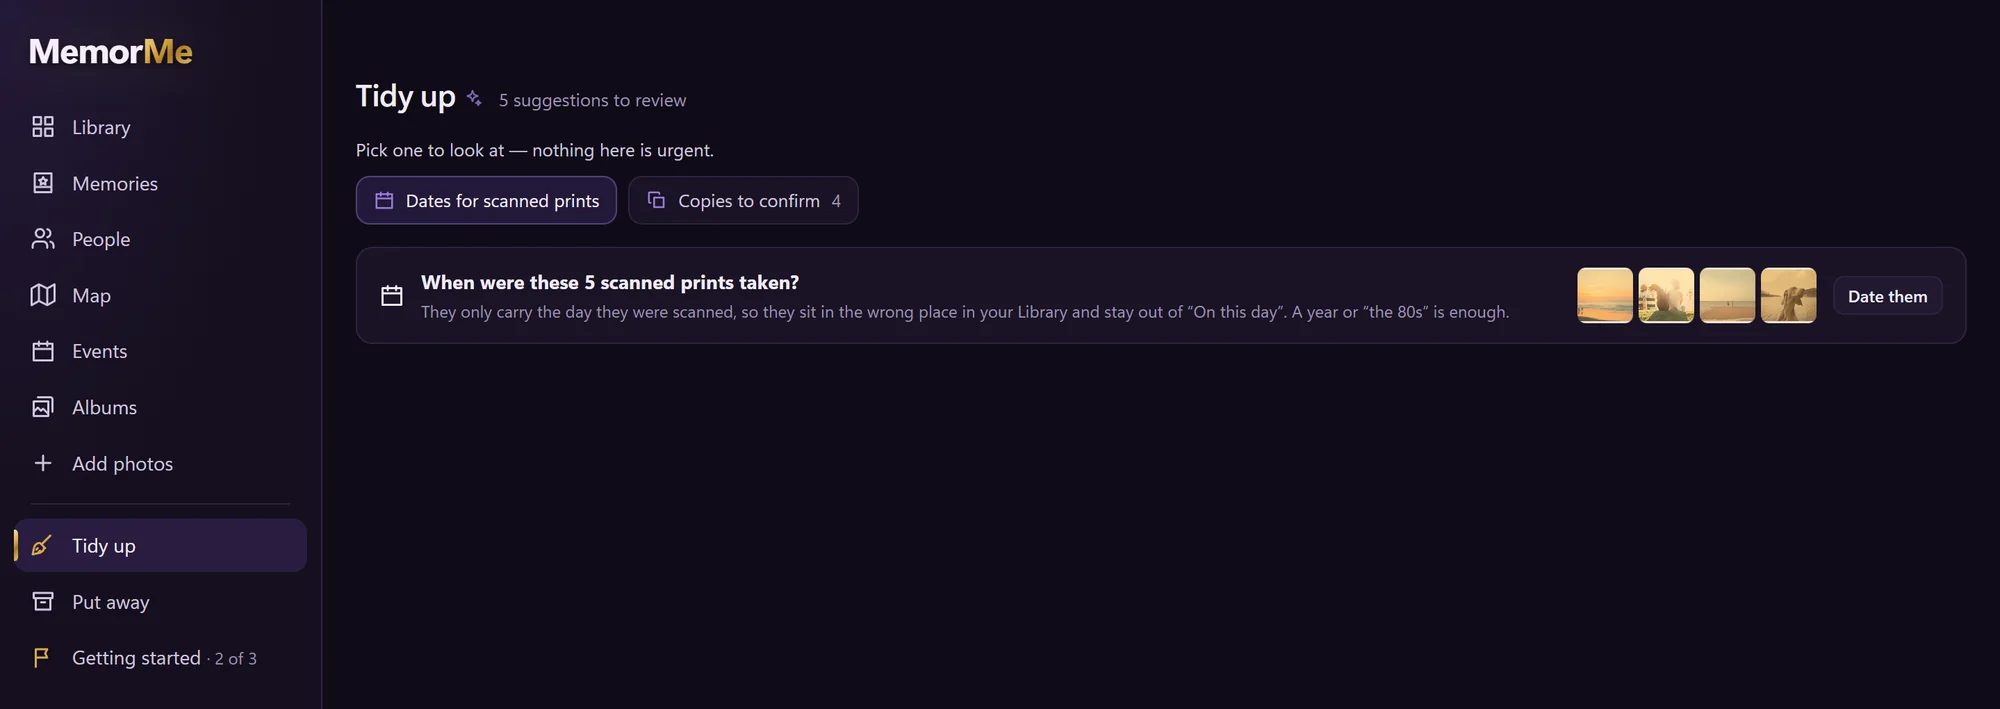 MemorMe
Library
Memories
People
Map
Events
Albums
Add photos
Tidy up
Put away
Getting started · 2 of 3
Tidy up 5 suggestions to review
Pick one to look at — nothing here is urgent.
Dates for scanned prints
Copies to confirm 4
When were these 5 scanned prints taken?
They only carry the day they were scanned, so they sit in the wrong place in your Library and stay out of “On this day”. A year or “the 80s” is enough.
Date them